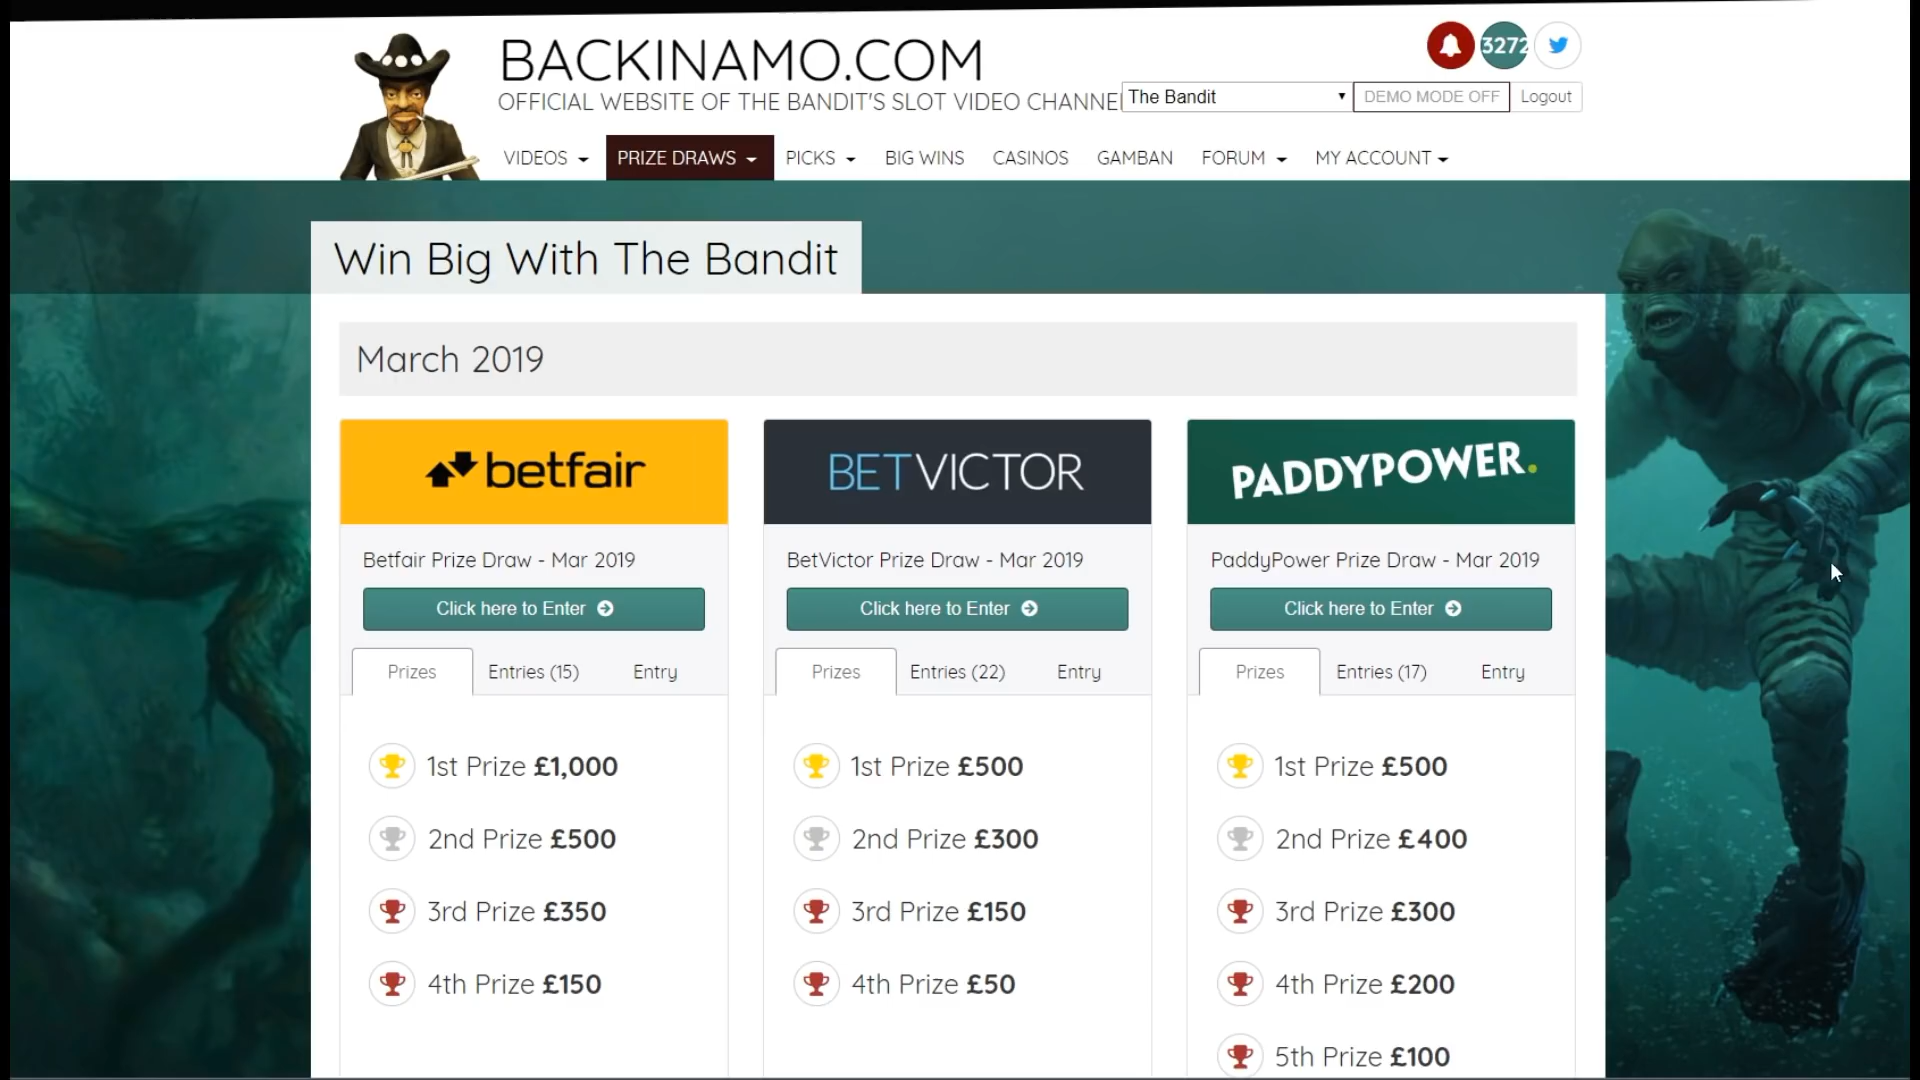 BACKINAMO.COM
OFFICIAL WEBSITE OF THE BANDIT'S SLOT VIDEO CHANNE
3272
The Bandit
DEMO MODE OFF
Logout
VIDEOS
PRIZE DRAWS
PICKS
BIG WINS
CASINOS
GAMBAN
FORUM
MY ACCOUNT
Win Big With The Bandit
March 2019
betfair
Betfair Prize Draw - Mar 2019
Click here to Enter
Prizes Entries (15) Entry
1st Prize £1,000
2nd Prize £500
3rd Prize £350
4th Prize £150
BETVICTOR
BetVictor Prize Draw - Mar 2019
Click here to Enter
Prizes Entries (22) Entry
1st Prize £500
2nd Prize £300
3rd Prize £150
4th Prize £50
PADDYPOWER.
PaddyPower Prize Draw - Mar 2019
Click here to Enter
Prizes Entries (17) Entry
1st Prize £500
2nd Prize £400
3rd Prize £300
4th Prize £200
5th Prize £100